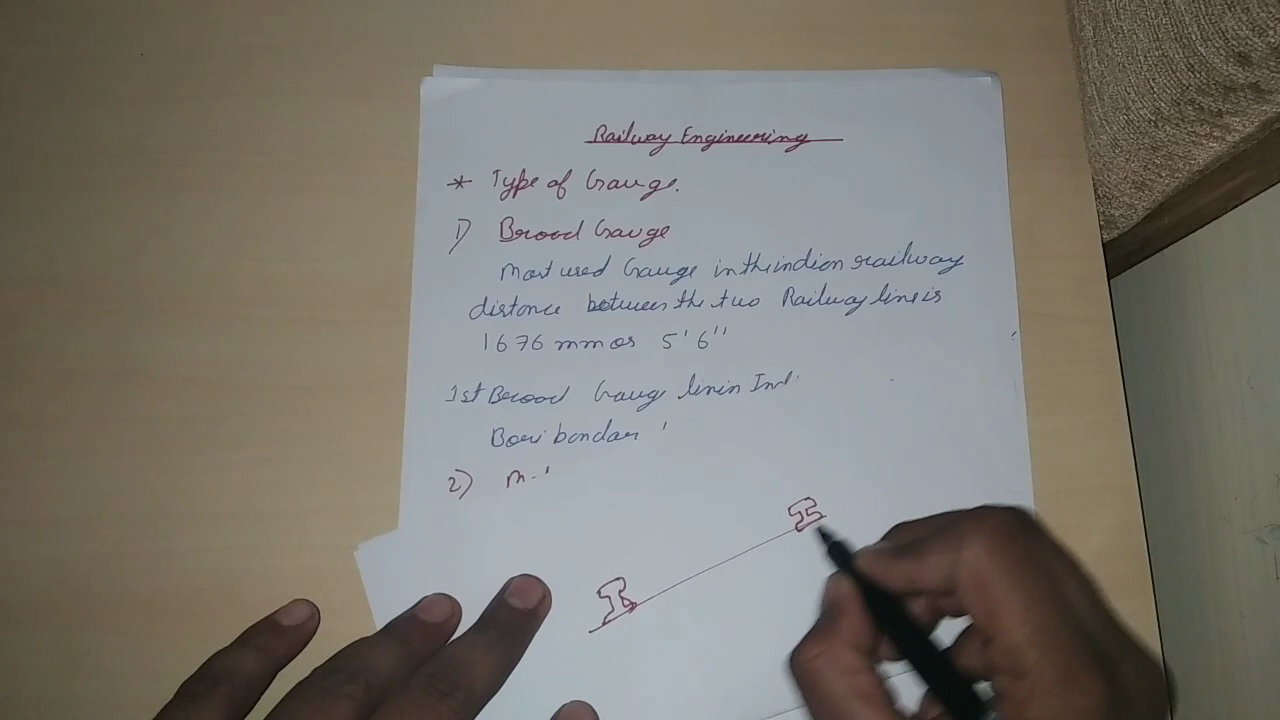 Railway Engineering
* Type of Gauge.
1) Broad Gauge
Most used Gauge in the indian railway
distance between the two Railway line is
1676 mm or 5'6"
1st Broad Gauge line in Ind
Bori bandar
2) M.